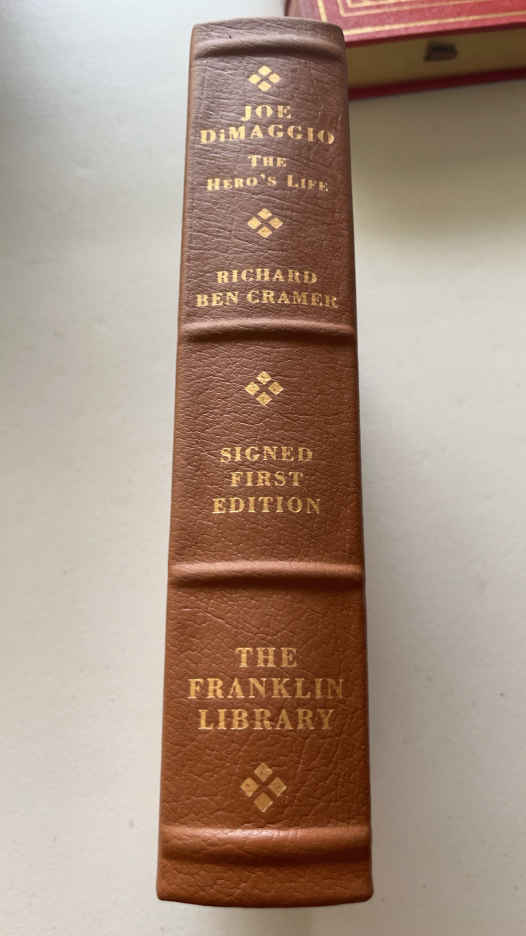 JOE
DiMAGGIO
THE
HERO'S LIFE
RICHARD
BEN CRAMER
SIGNED
FIRST
EDITION
THE
FRANKLIN
LIBRARY